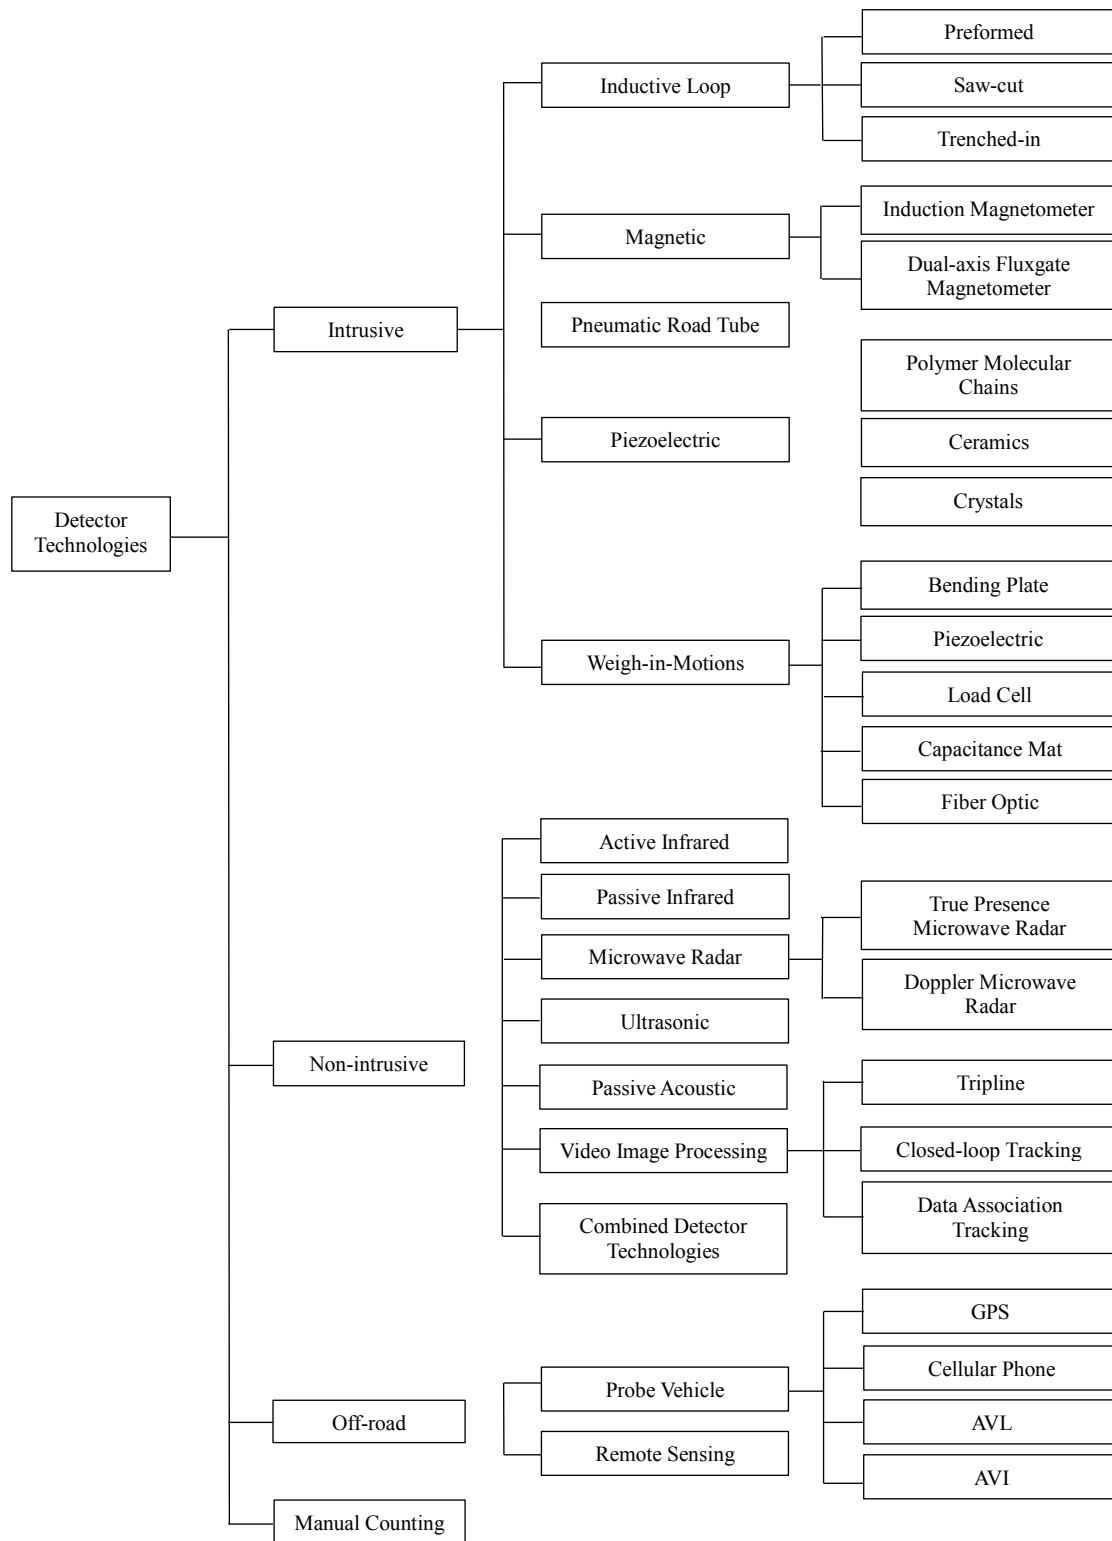 Preformed
Inductive Loop
Saw-cut
Trenched-in
Induction Magnetometer
Magnetic
Dual-axis Fluxgate
Magnetometer
Intrusive
Pneumatic Road Tube
Polymer Molecular
Chains
Piezoelectric
Ceramics
Crystals
Detector
Technologies
Bending Plate
Piezoelectric
Weigh-in-Motions
Load Cell
Capacitance Mat
Fiber Optic
Active Infrared
Passive Infrared
True Presence
Microwave Radar
Microwave Radar
Doppler Microwave
Radar
Ultrasonic
Non-intrusive
Passive Acoustic
Tripline
Video Image Processing
Closed-loop Tracking
Data Association
Tracking
Combined Detector
Technologies
GPS
Probe Vehicle
Cellular Phone
Off-road
AVL
Remote Sensing
AVI
Manual Counting